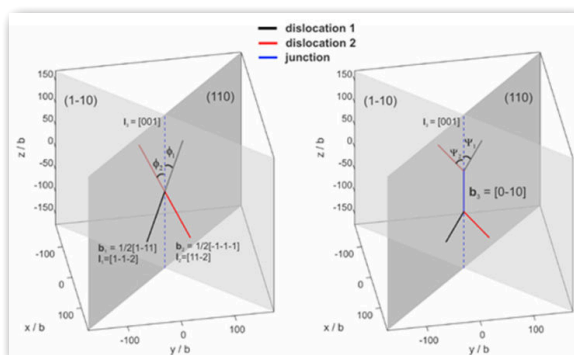 dislocation 1
dislocation 2
junction
150
100
50
0
-50
-100
-150
z / b
(1-10)
(110)
l₃ = [001]
ϕ₂
ϕ₁
b₁ = 1/2[1-11]
l₁=[1-1-2]
b₂ = 1/2[-1-1-1]
l₂=[11-2]
-100
0
100
x / b
-100
0
100
y / b
150
100
50
0
-50
-100
-150
z / b
(1-10)
(110)
l₃ = [001]
Ψ₂
Ψ₁
b₃ = [0-10]
-100
0
100
x / b
-100
0
100
y / b